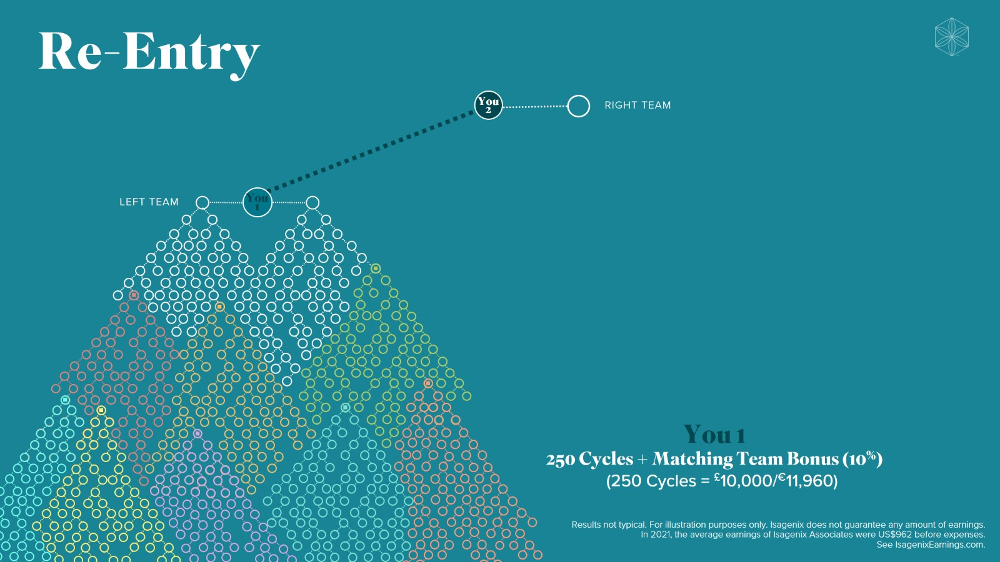 Re-Entry
You
2
RIGHT TEAM
LEFT TEAM
You
1
You 1
250 Cycles + Matching Team Bonus (10%)
(250 Cycles = £10,000/€11,960)
Results not typical. For illustration purposes only. Isagenix does not guarantee any amount of earnings.
In 2021, the average earnings of Isagenix Associates were US$962 before expenses.
See IsagenixEarnings.com.